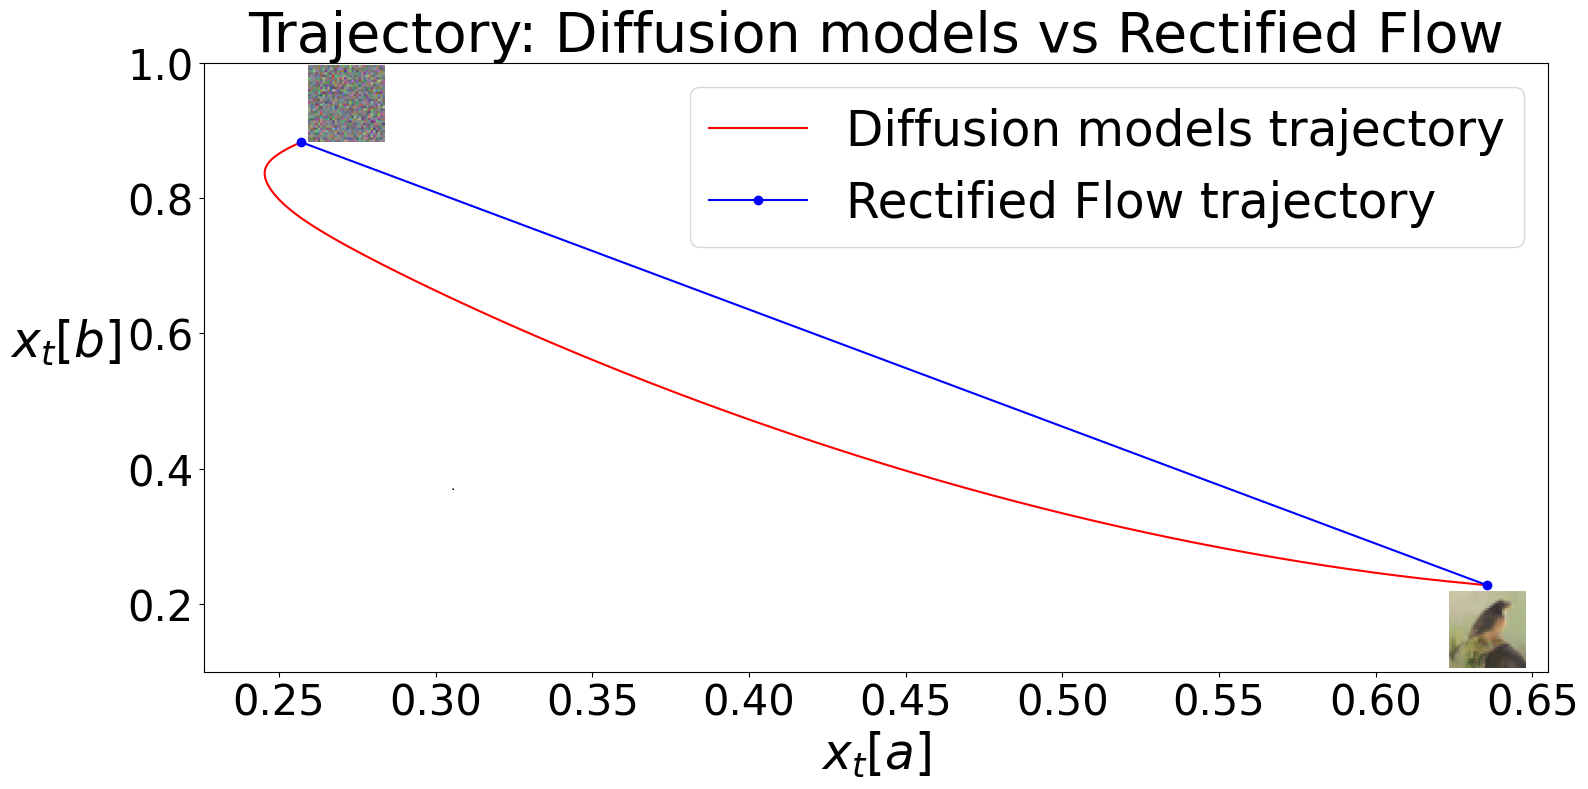 Trajectory: Diffusion models vs Rectified Flow
Diffusion models trajectory
Rectified Flow trajectory
1.0
0.8
0.6
0.4
0.2
x_t[b]
0.25 0.30 0.35 0.40 0.45 0.50 0.55 0.60 0.65
x_t[a]